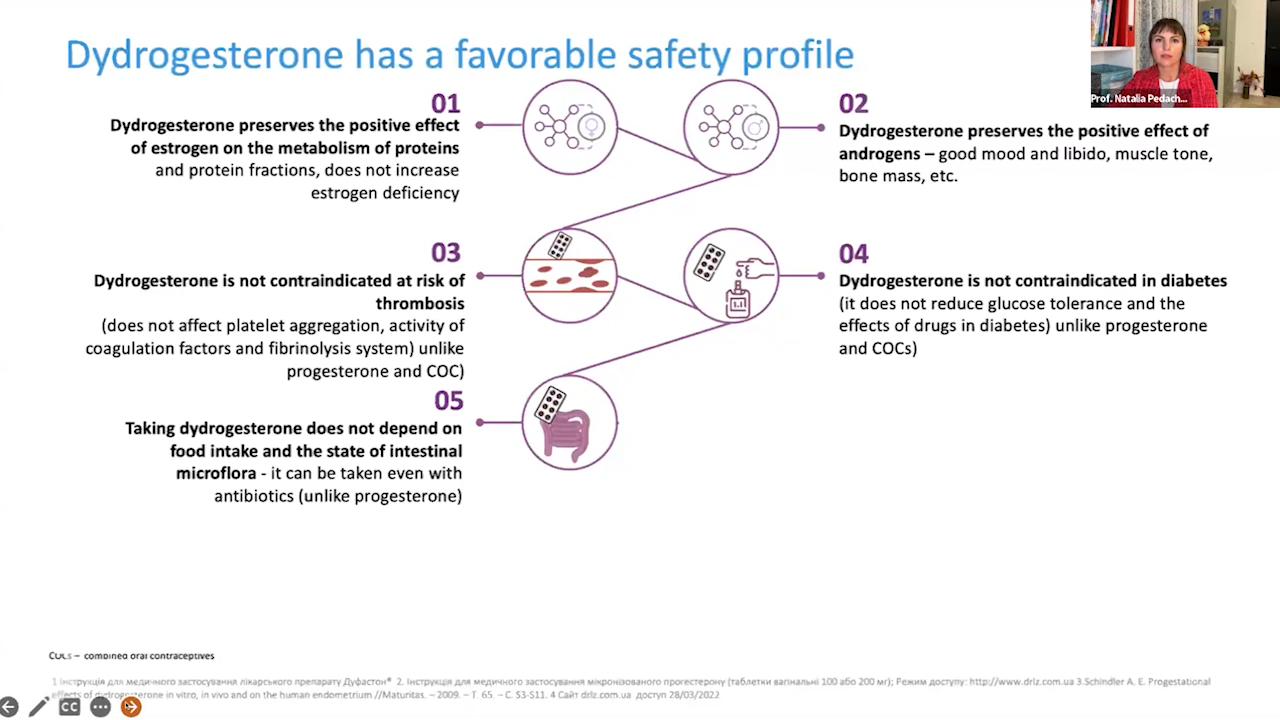 Dydrogesterone has a favorable safety profile
Prof. Natalia Pedach...
01
Dydrogesterone preserves the positive effect
of estrogen on the metabolism of proteins
and protein fractions, does not increase
estrogen deficiency
02
Dydrogesterone preserves the positive effect of
androgens – good mood and libido, muscle tone,
bone mass, etc.
03
Dydrogesterone is not contraindicated at risk of
thrombosis
(does not affect platelet aggregation, activity of
coagulation factors and fibrinolysis system) unlike
progesterone and COC)
04
Dydrogesterone is not contraindicated in diabetes
(it does not reduce glucose tolerance and the
effects of drugs in diabetes) unlike progesterone
and COCs)
1.1
05
Taking dydrogesterone does not depend on
food intake and the state of intestinal
microflora - it can be taken even with
antibiotics (unlike progesterone)
COCs – combined oral contraceptives
1 Інструкція для медичного застосування лікарського препарату Дуфастон® 2. Інструкція для медичного застосування мікронізованого прогестерону (таблетки вагінальні 100 або 200 мг); Режим доступу: http://www.drlz.com.ua 3.Schindler A. E. Progestational
effects of dydrogesterone in vitro, in vivo and on the human endometrium //Maturitas. – 2009. – Т. 65. – С. S3-S11. 4 Сайт drlz.com.ua доступ 28/03/2022
CC